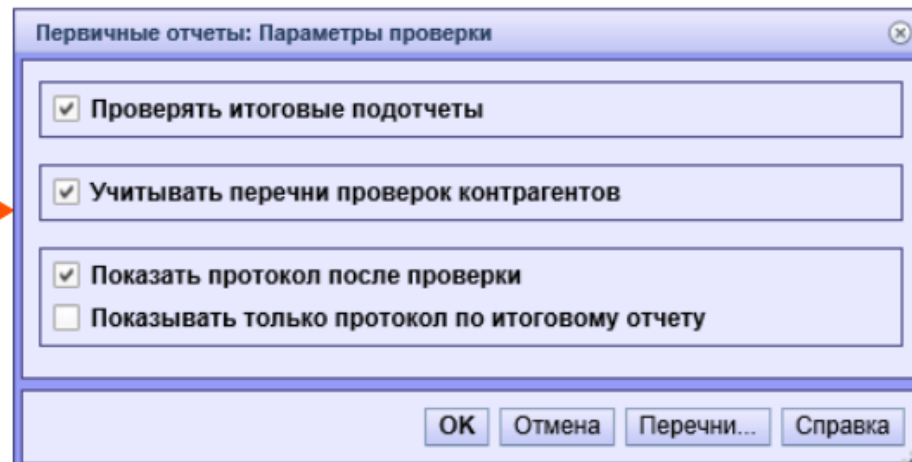 Первичные отчеты: Параметры проверки
Проверять итоговые подотчеты
Учитывать перечни проверок контрагентов
Показать протокол после проверки
Показывать только протокол по итоговому отчету
OK Отмена Перечни... Справка